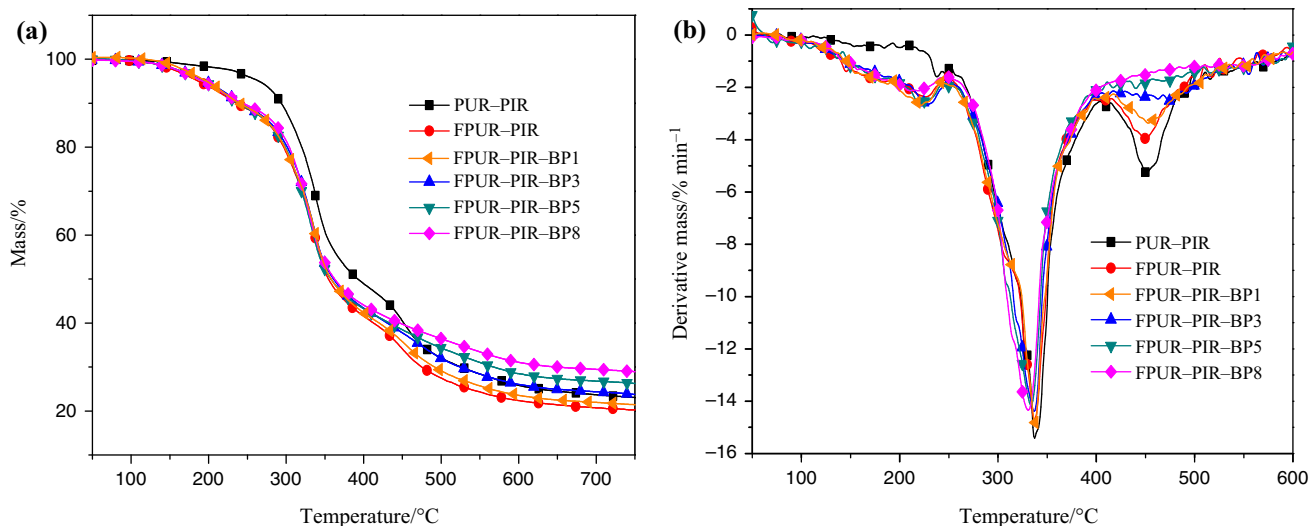 (a)
100
80
60
40
20
Mass/%
PUR–PIR
FPUR–PIR
FPUR–PIR–BP1
FPUR–PIR–BP3
FPUR–PIR–BP5
FPUR–PIR–BP8
100 200 300 400 500 600 700
Temperature/°C
(b)
0
−2
−4
−6
−8
−10
−12
−14
−16
Derivative mass/% min⁻¹
PUR–PIR
FPUR–PIR
FPUR–PIR–BP1
FPUR–PIR–BP3
FPUR–PIR–BP5
FPUR–PIR–BP8
100 200 300 400 500 600
Temperature/°C